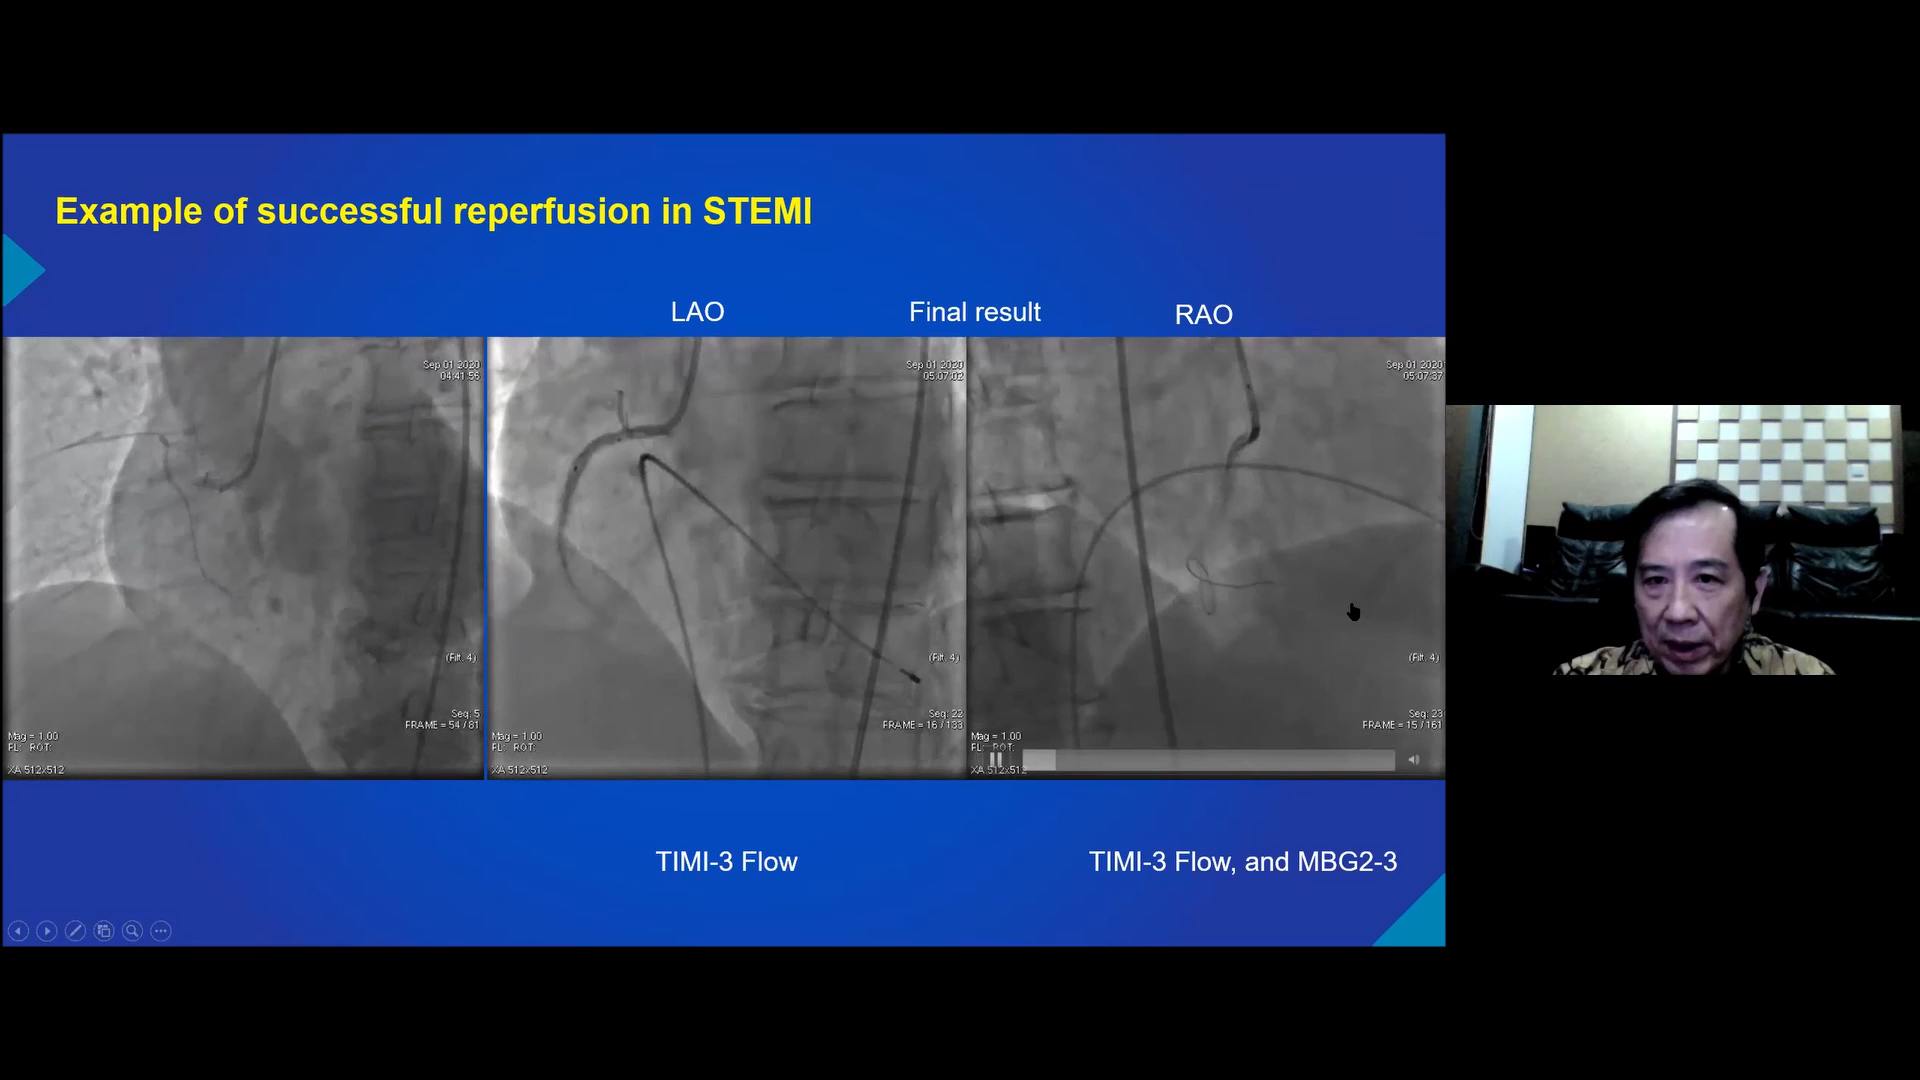 Example of successful reperfusion in STEMI
LAO
Final result
RAO
Sep 01 2020
04:41:56
Sep 01 2020
05:07:02
Sep 01 2020
05:07:37
(Filt. 4)
(Filt. 4)
(Filt. 4)
Seq: 5
FRAME = 54 / 81
Seq: 22
FRAME = 16 / 133
Seq: 23
FRAME = 15 / 161
Mag = 1.00
FL: ROT:
XA 512x512
Mag = 1.00
FL: ROT:
XA 512x512
Mag = 1.00
FL: ROT:
XA 512x512
TIMI-3 Flow
TIMI-3 Flow, and MBG2-3